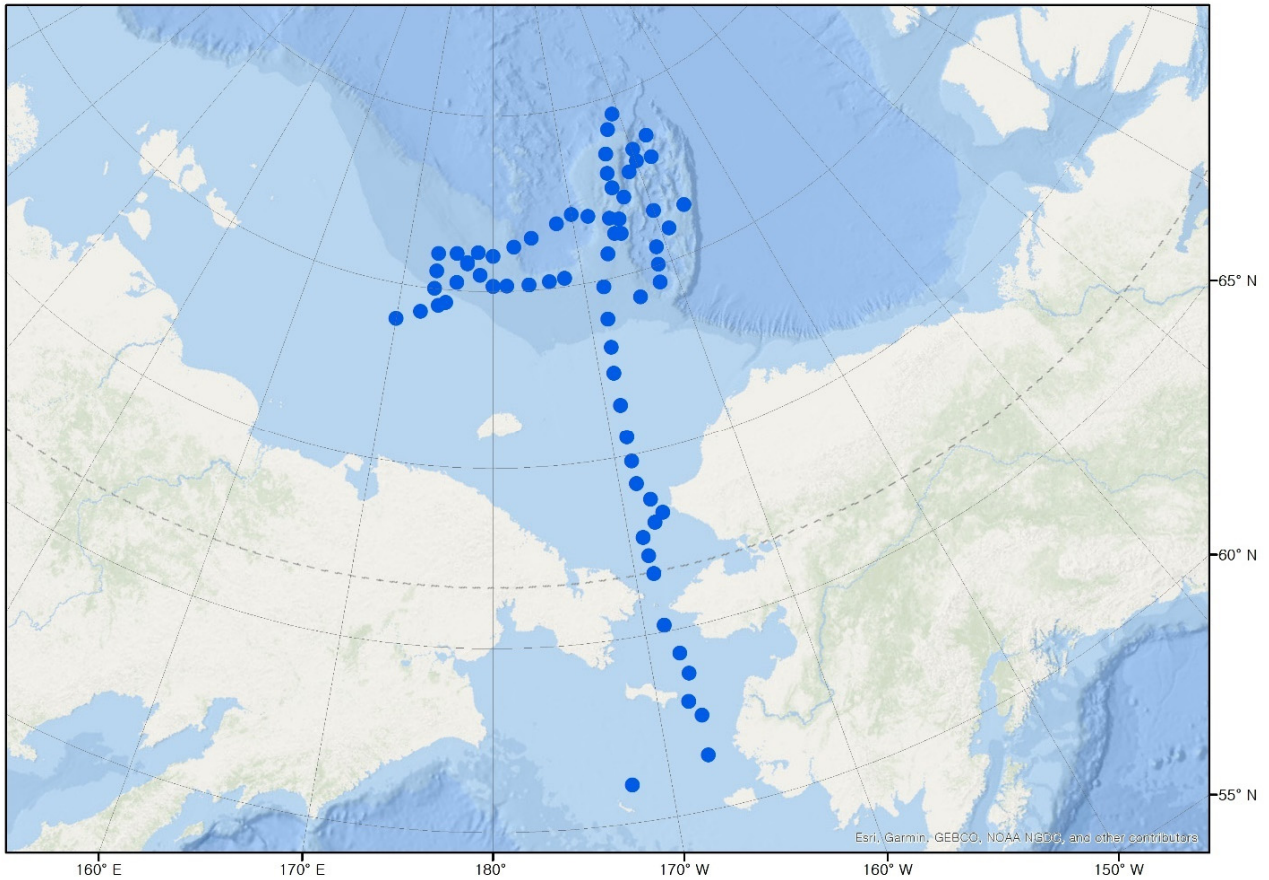 65° N
60° N
55° N
Esri, Garmin, GEBCO, NOAA NGDC, and other contributors
160° E
170° E
180°
170° W
160° W
150° W